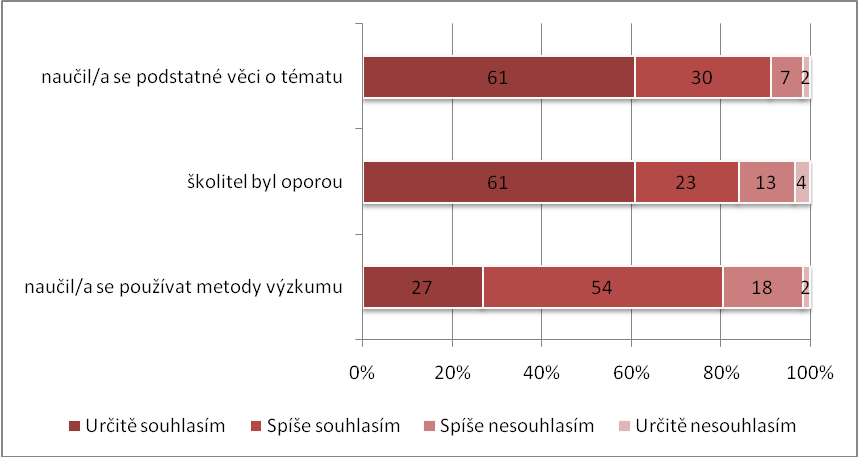 naučil/a se podstatné věci o tématu
61 30 7 2
školitel byl oporou
61 23 13 4
naučil/a se používat metody výzkumu
27 54 18 2
0% 20% 40% 60% 80% 100%
Určitě souhlasím Spíše souhlasím Spíše nesouhlasím Určitě nesouhlasím